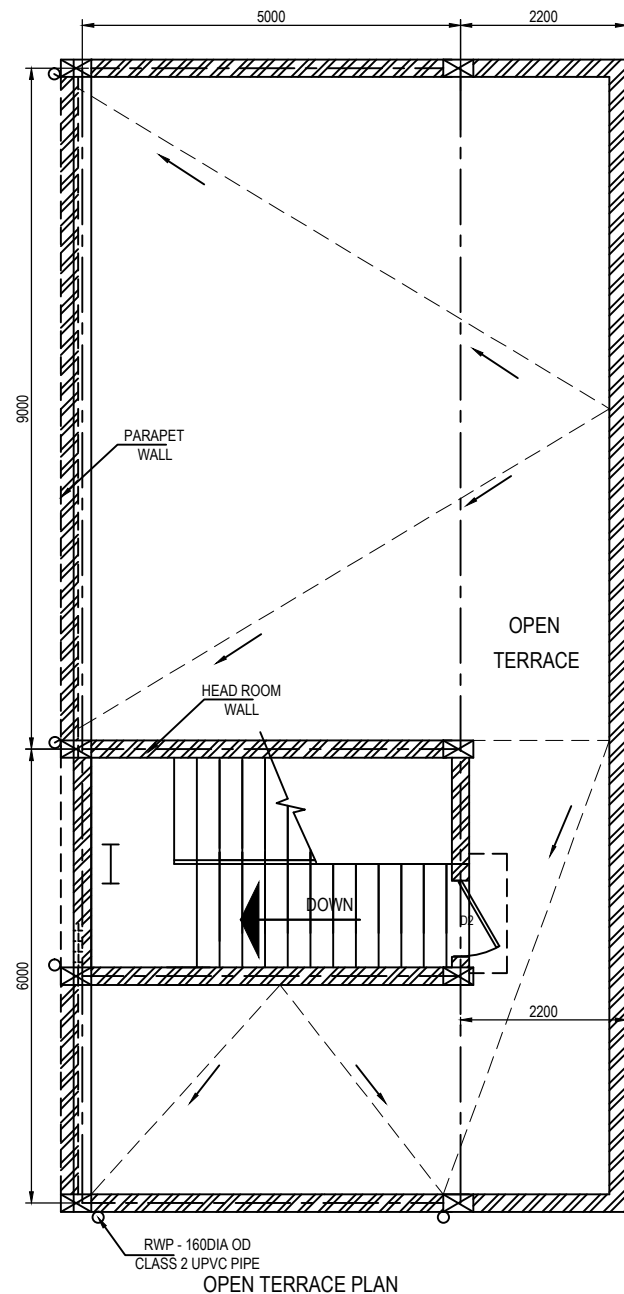 5000
2200
9000
PARAPET
WALL
OPEN
TERRACE
HEAD ROOM
WALL
DOWN
D2
6000
2200
RWP - 160DIA OD
CLASS 2 UPVC PIPE
OPEN TERRACE PLAN